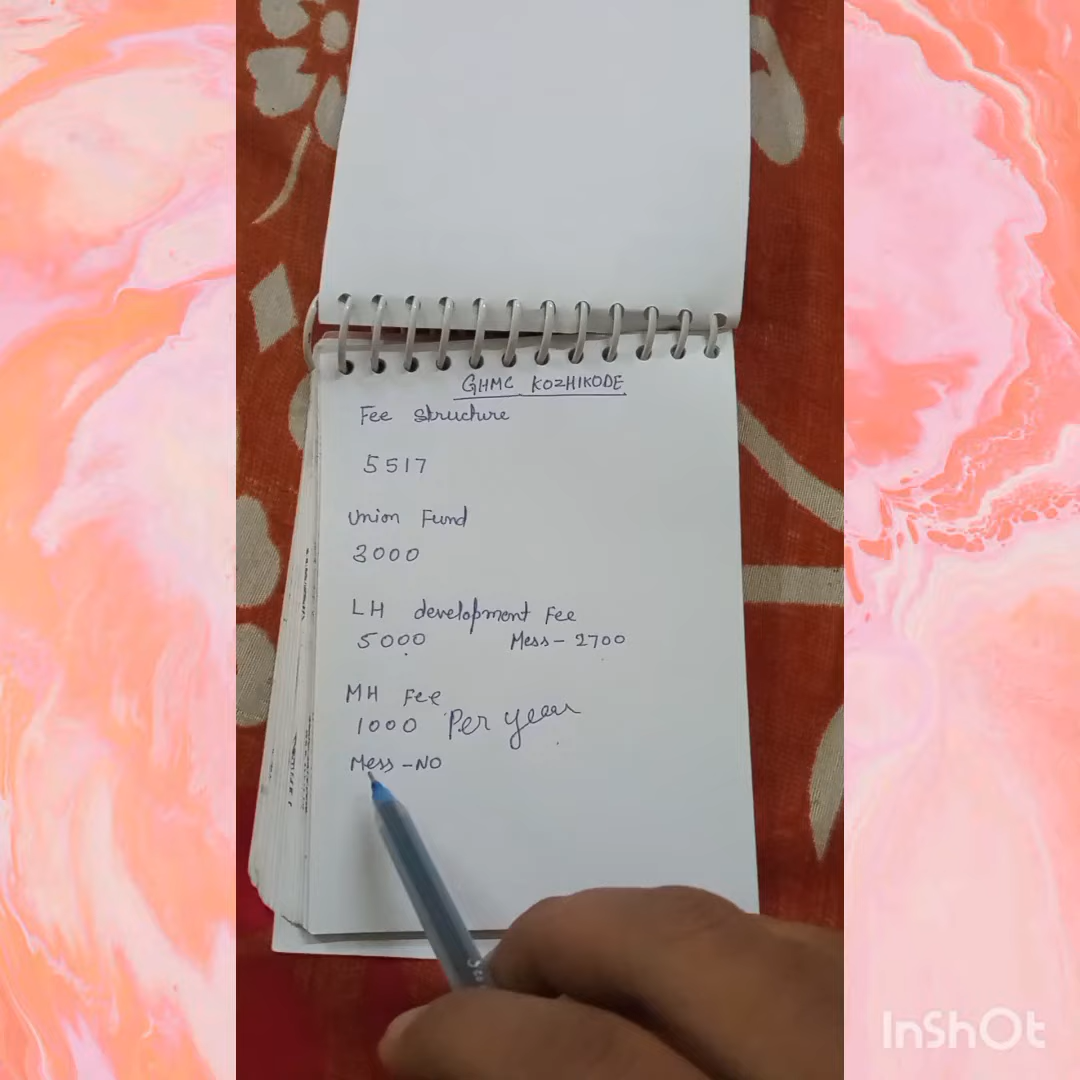 GHMC KOZHIKODE
Fee structure
5517
Union Fund
3000
LH development Fee
5000 Mess - 2700
MH Fee
1000 Per year
Mess - NO
InShOt